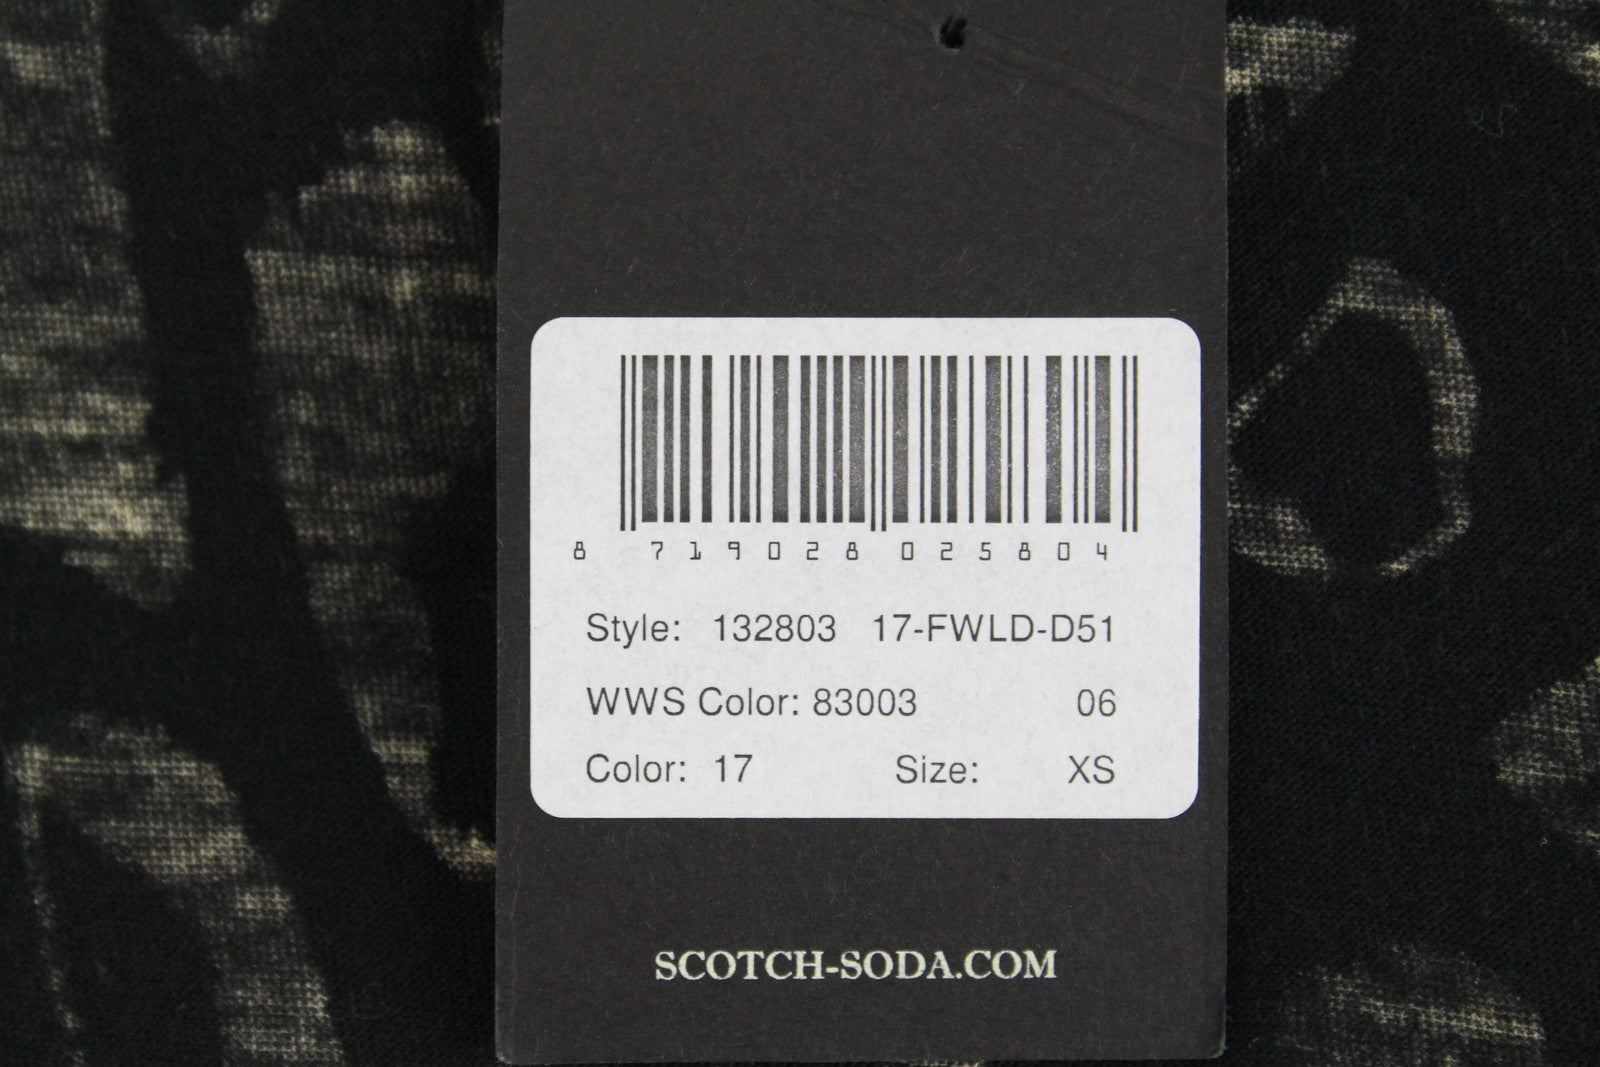 8 719028 025804
Style: 132803 17-FWLD-D51
WWS Color: 83003 06
Color: 17 Size: XS
SCOTCH-SODA.COM